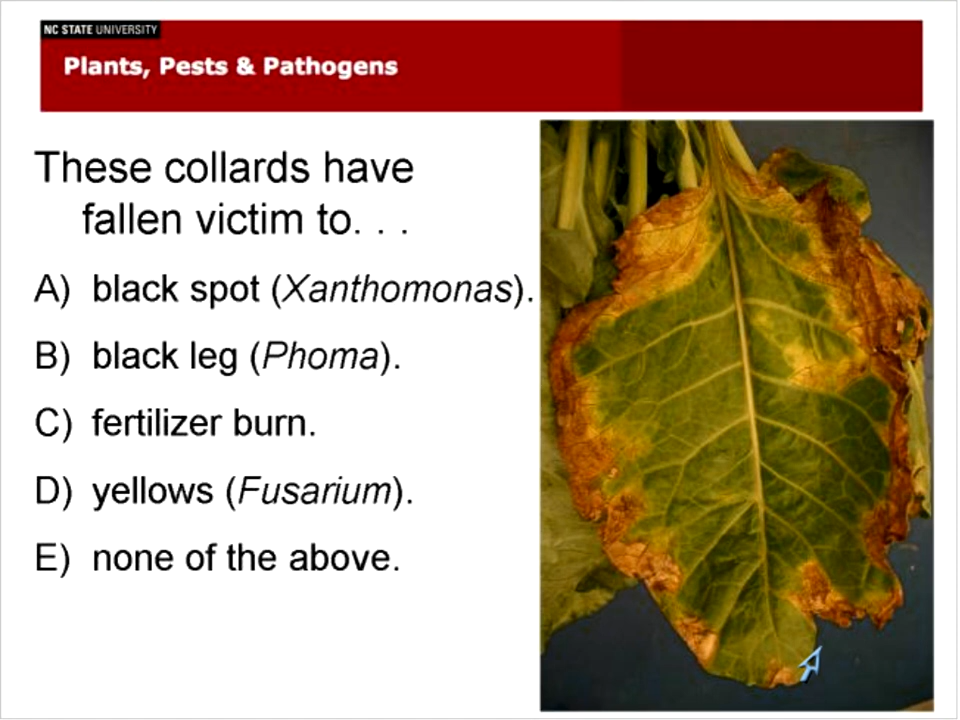 NC STATE UNIVERSITY
Plants, Pests & Pathogens
These collards have
fallen victim to. . .
A) black spot (Xanthomonas).
B) black leg (Phoma).
C) fertilizer burn.
D) yellows (Fusarium).
E) none of the above.